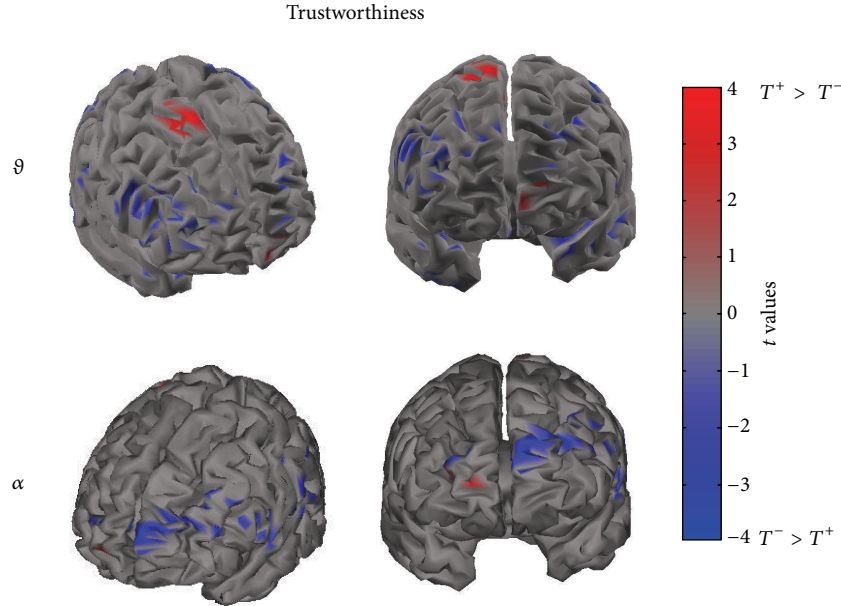 Trustworthiness
ϑ
α
4 T⁺ > T⁻
3
2
1
0
−1
−2
−3
−4 T⁻ > T⁺
t values